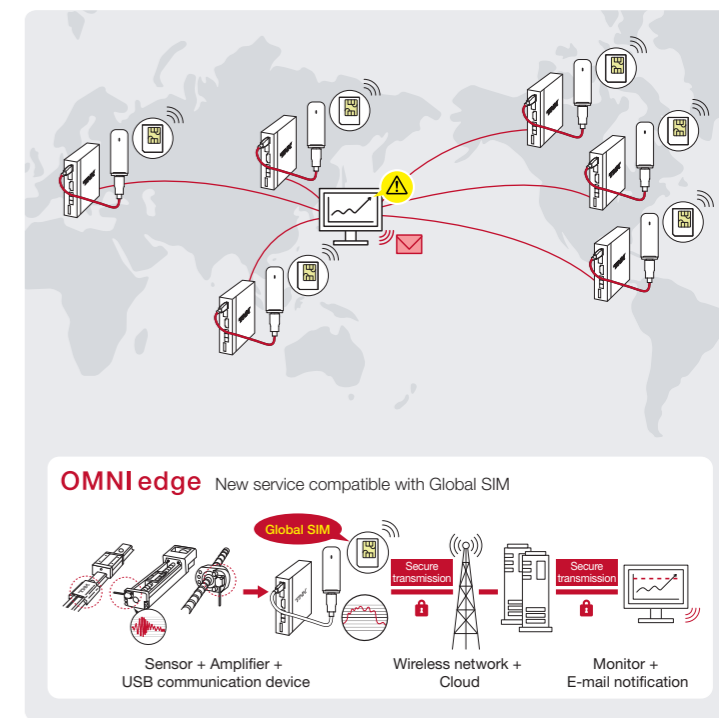 OMNI edge New service compatible with Global SIM
Global SIM
Secure
transmission
Secure
transmission
Sensor + Amplifier +
USB communication device
Wireless network +
Cloud
Monitor +
E-mail notification